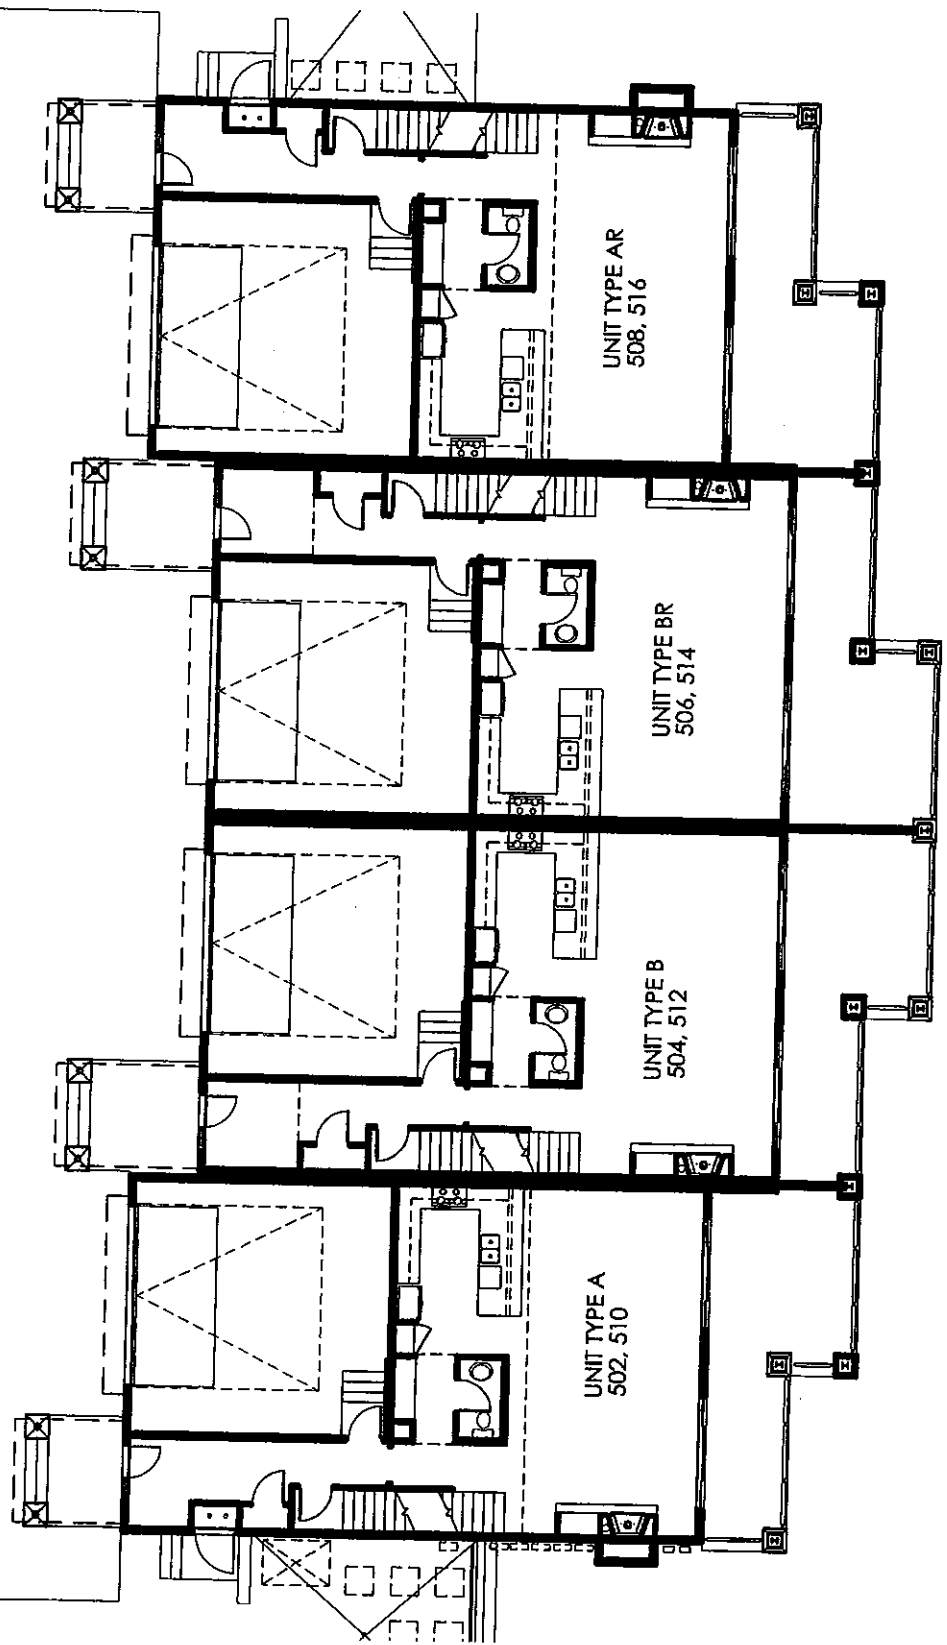 UNIT TYPE AR
508, 516
UNIT TYPE BR
506, 514
UNIT TYPE B
504, 512
UNIT TYPE A
502, 510